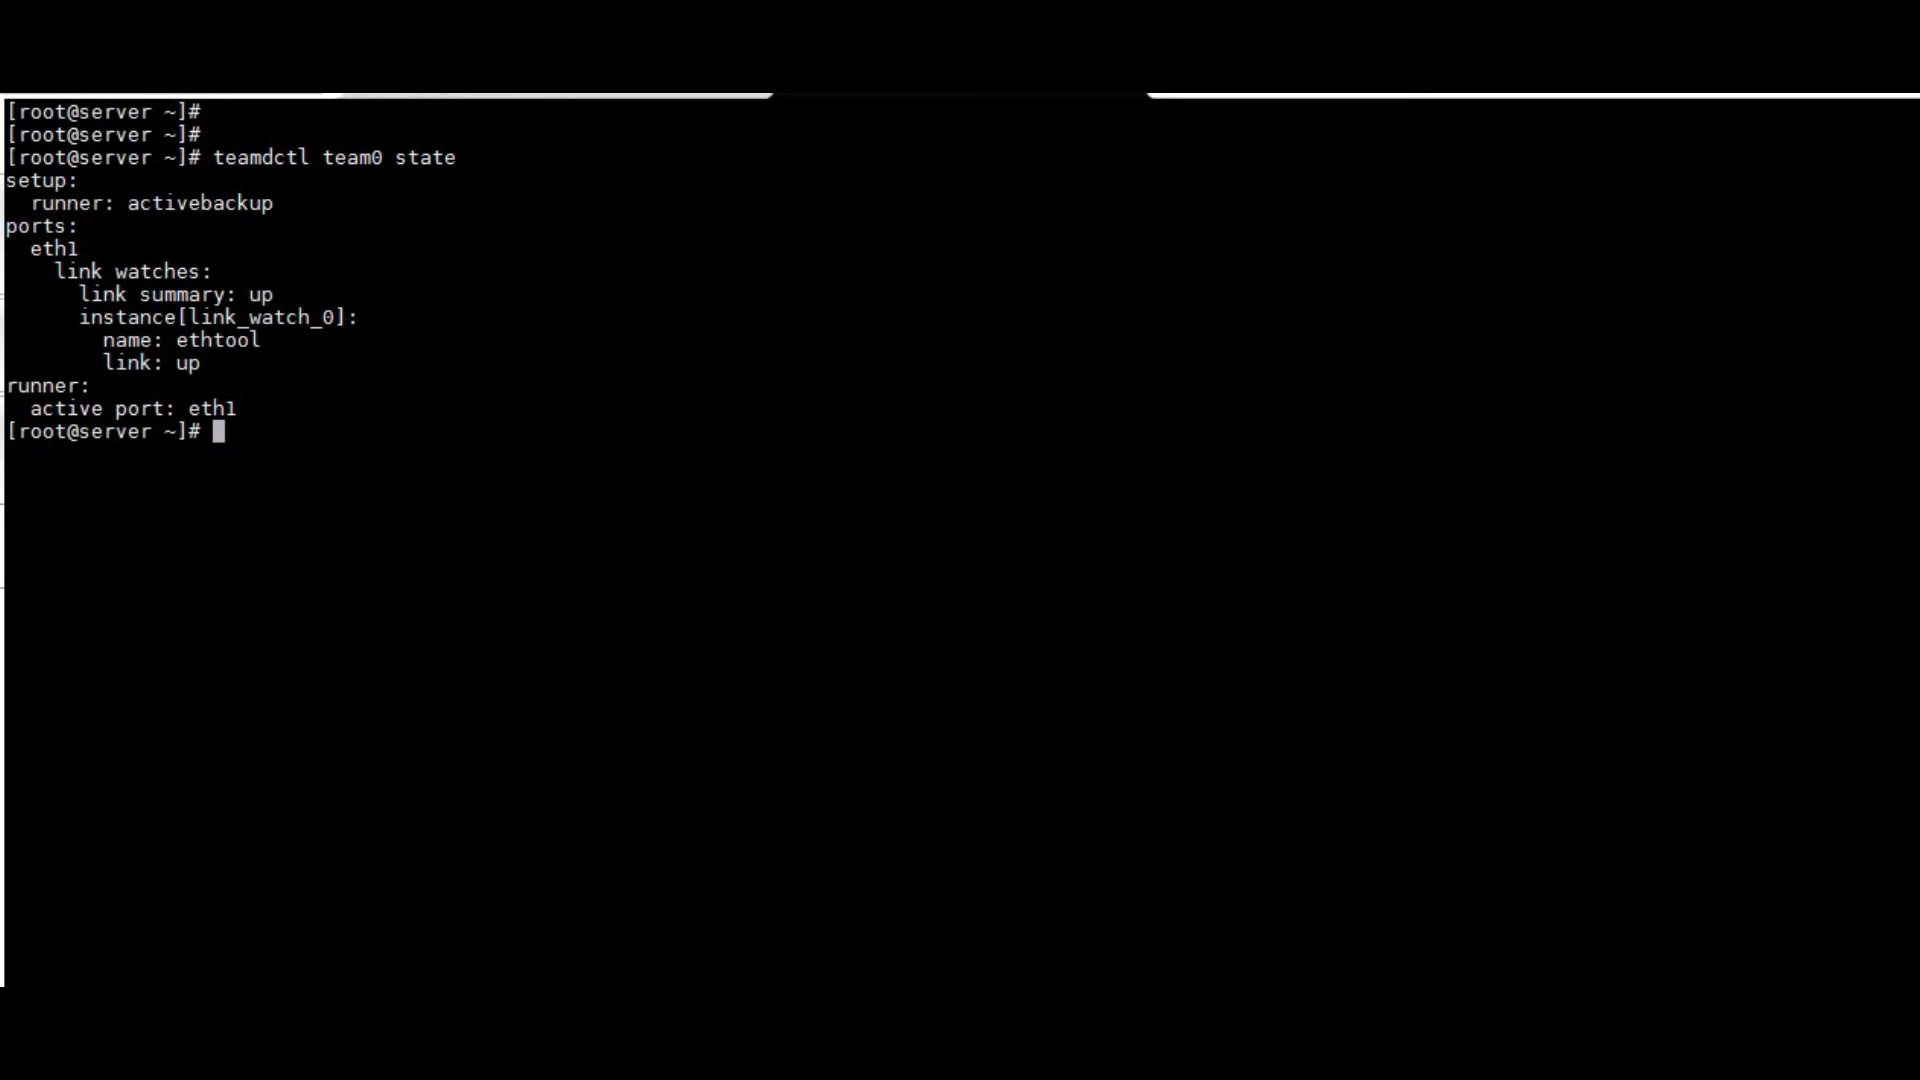 [root@server ~]#
[root@server ~]#
[root@server ~]# teamdctl team0 state
setup:
  runner: activebackup
ports:
  eth1
    link watches:
      link summary: up
      instance[link_watch_0]:
        name: ethtool
        link: up
runner:
  active port: eth1
[root@server ~]#